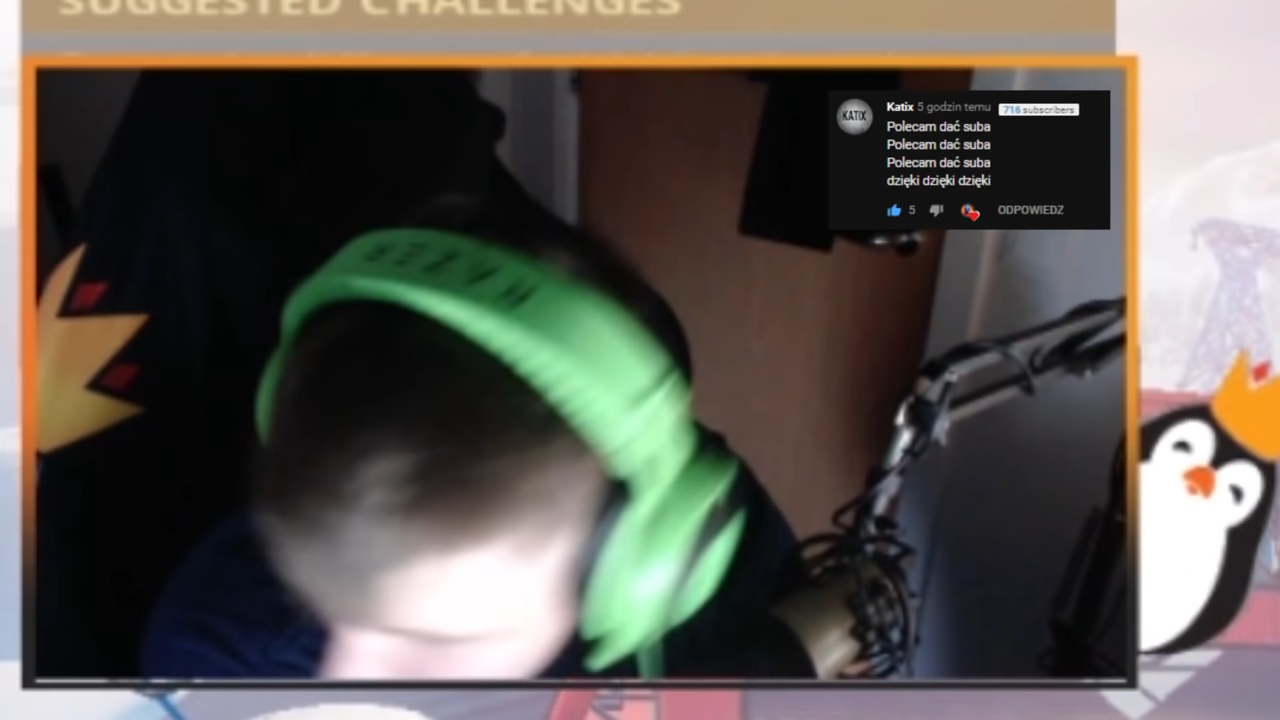 SUGGESTED CHALLENGES
KATIX
Katix 5 godzin temu 716 subscribers
Polecam dać suba
Polecam dać suba
Polecam dać suba
dzięki dzięki dzięki
5 ODPOWIEDZ
RAZER